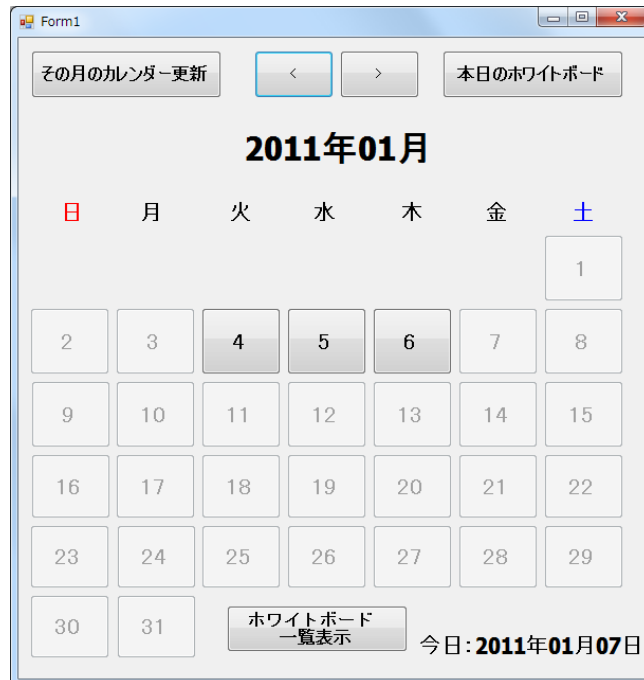 Form1
その月のカレンダー更新 < > 本日のホワイトボード
2011年01月
日 月 火 水 木 金 土
1
2 3 4 5 6 7 8
9 10 11 12 13 14 15
16 17 18 19 20 21 22
23 24 25 26 27 28 29
30 31
ホワイトボード
一覧表示
今日:2011年01月07日